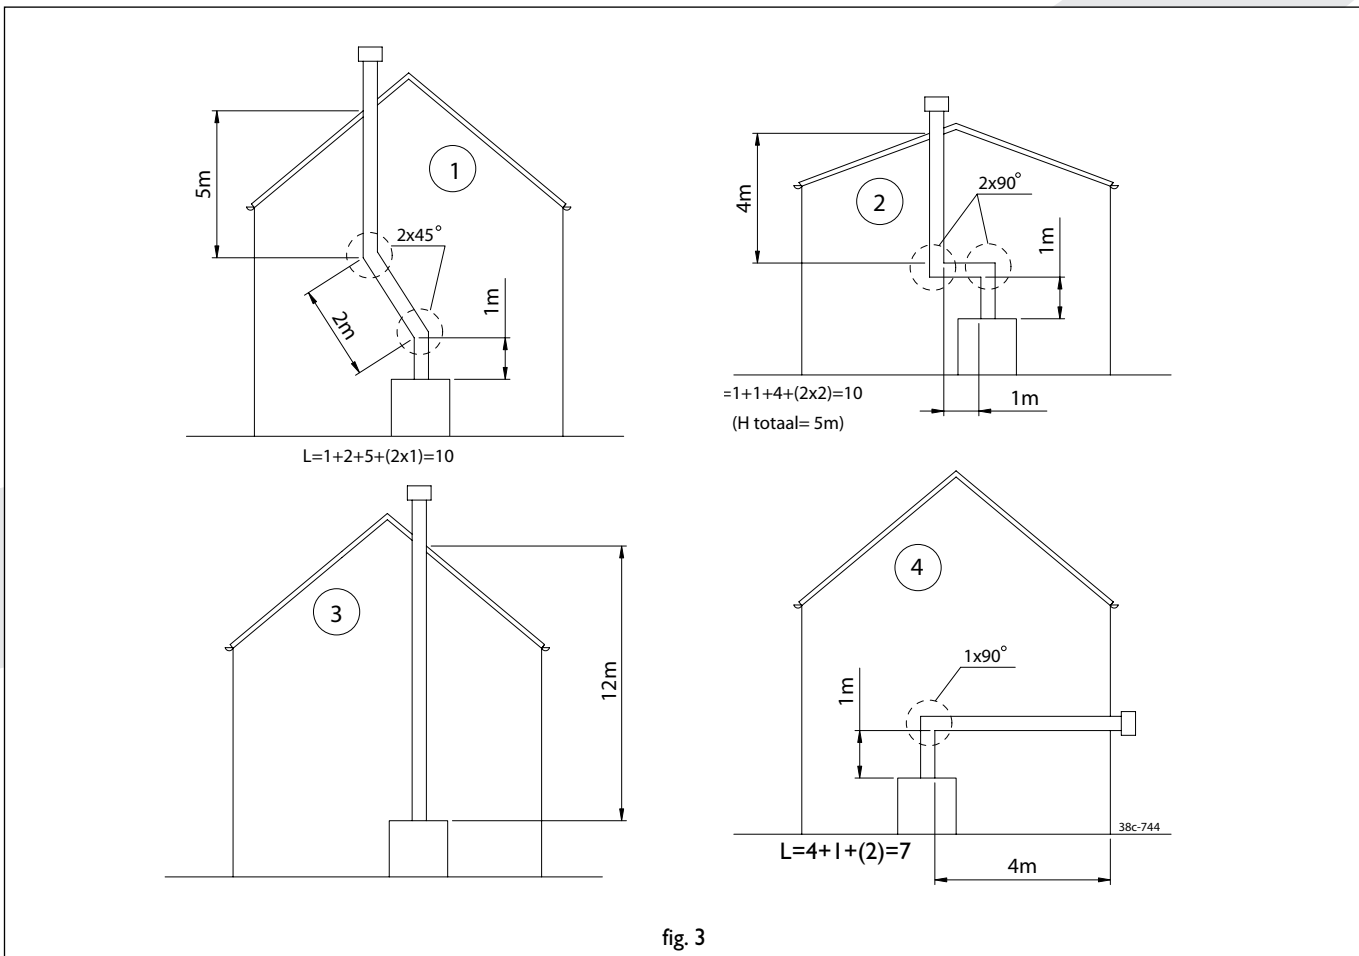 1
5m
2x45°
2m
1m
L=1+2+5+(2x1)=10
2
4m
2x90°
1m
=1+1+4+(2x2)=10
1m
(H totaal= 5m)
3
12m
4
1x90°
1m
38c-744
L=4+1+(2)=7
4m
fig. 3